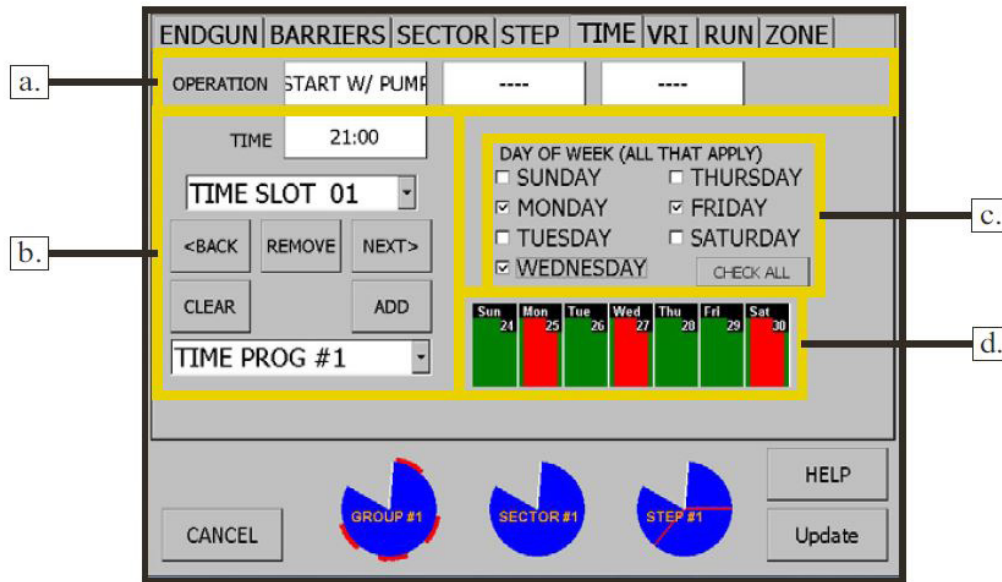 ENDGUN BARRIERS SECTOR STEP TIME VRI RUN ZONE
a.
OPERATION START W/ PUMP ---- ----
TIME 21:00
TIME SLOT 01
<BACK REMOVE NEXT>
CLEAR ADD
TIME PROG #1
b.
DAY OF WEEK (ALL THAT APPLY)
SUNDAY THURSDAY
MONDAY FRIDAY
TUESDAY SATURDAY
WEDNESDAY CHECK ALL
c.
Sun Mon Tue Wed Thu Fri Sat
24 25 26 27 28 29 30
d.
GROUP #1 SECTOR #1 STEP #1
HELP
CANCEL Update